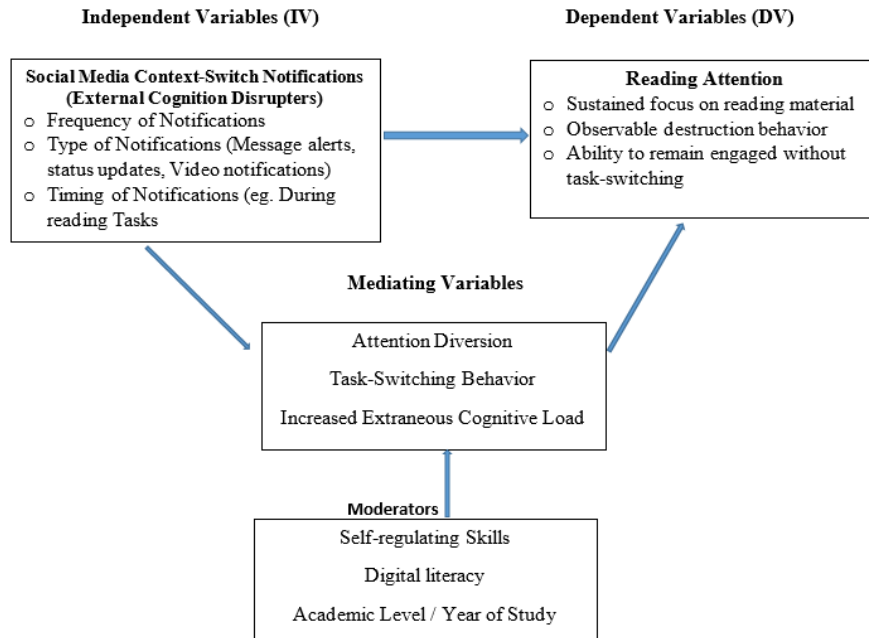 Independent Variables (IV)
Dependent Variables (DV)
Social Media Context-Switch Notifications
(External Cognition Disrupters)
o Frequency of Notifications
o Type of Notifications (Message alerts,
status updates, Video notifications)
o Timing of Notifications (eg. During
reading Tasks
Reading Attention
o Sustained focus on reading material
o Observable destruction behavior
o Ability to remain engaged without
task-switching
Mediating Variables
Attention Diversion
Task-Switching Behavior
Increased Extraneous Cognitive Load
Moderators
Self-regulating Skills
Digital literacy
Academic Level / Year of Study